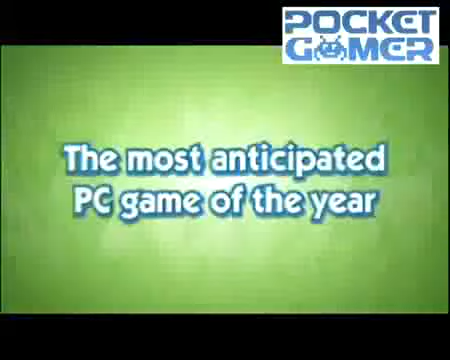 POCKET
GAMER
The most anticipated
PC game of the year